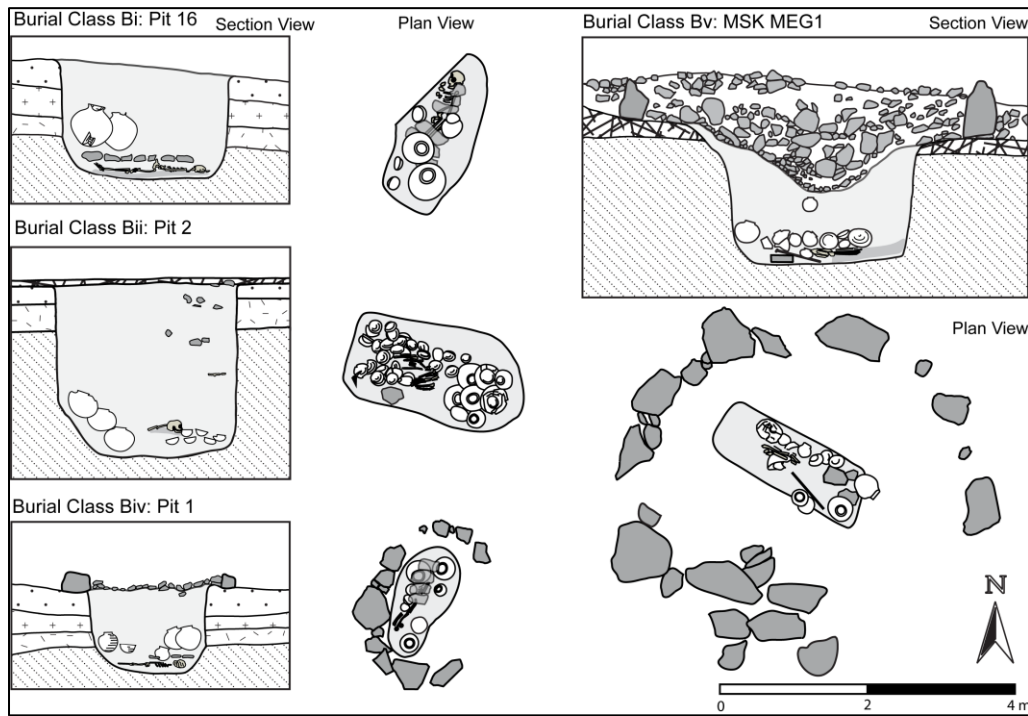 Burial Class Bi: Pit 16
Section View
Plan View
Burial Class Bv: MSK MEG1
Section View
Burial Class Bii: Pit 2
Plan View
Burial Class Biv: Pit 1
N
0 2 4 m